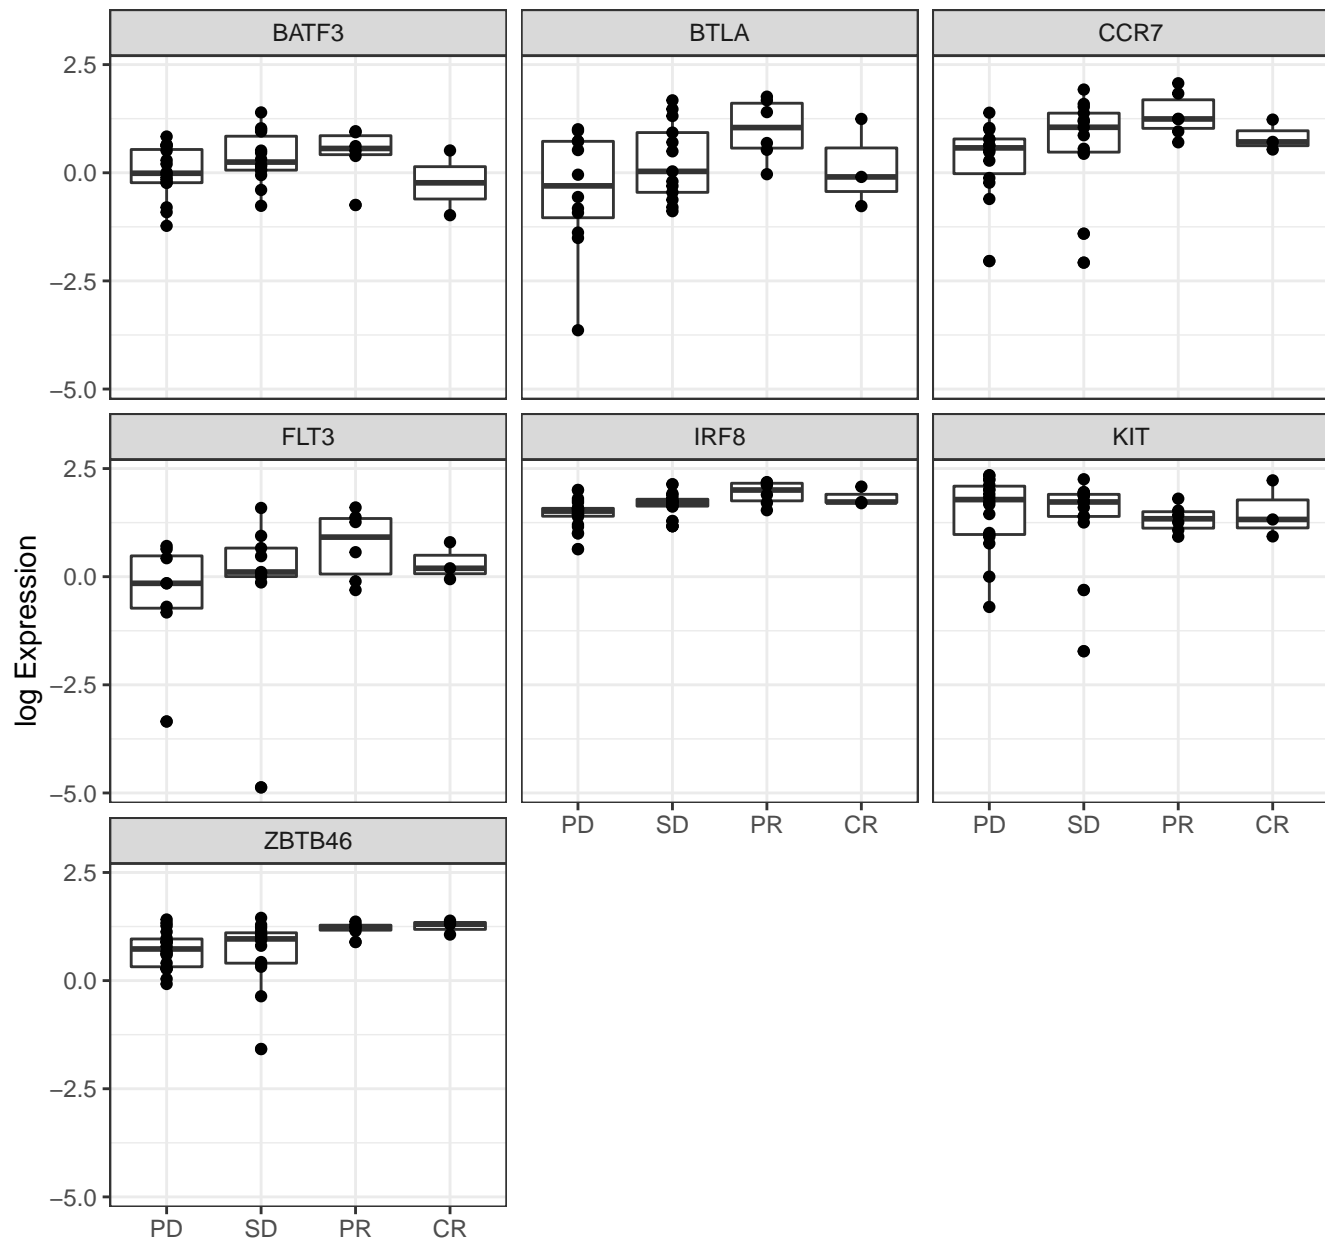 BATF3 BTLA CCR7
2.5
0.0
−2.5
−5.0
FLT3 IRF8 KIT
2.5
0.0
−2.5
−5.0
PD SD PR CR PD SD PR CR
ZBTB46
2.5
0.0
−2.5
−5.0
PD SD PR CR
log Expression